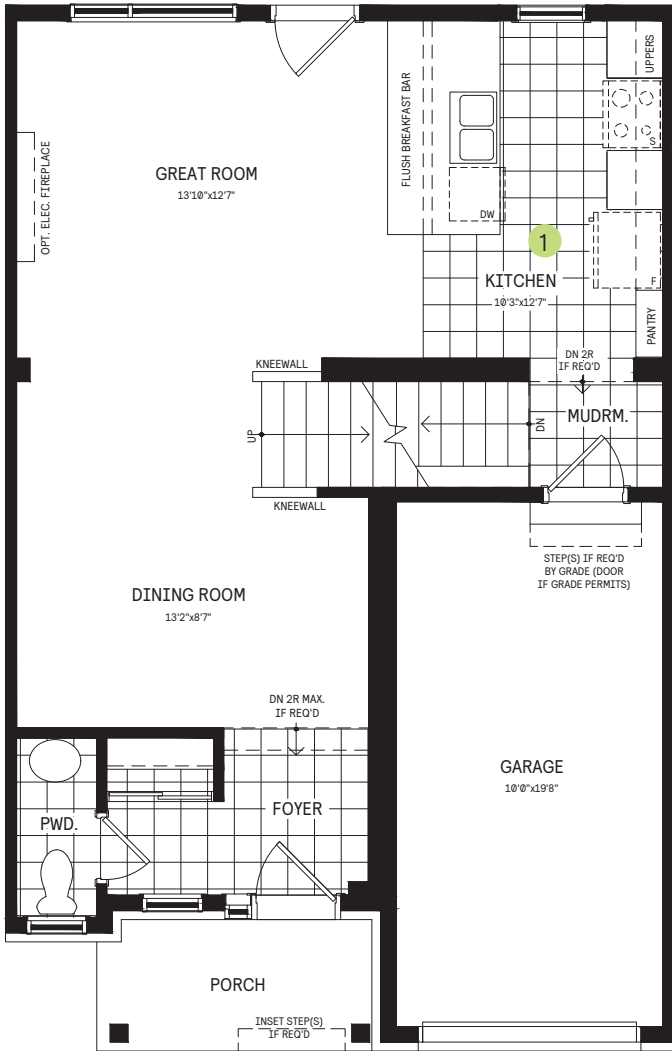 UPPERS
FLUSH BREAKFAST BAR
S
OPT. ELEC. FIREPLACE
GREAT ROOM
13'10"x12'7"
DW
1
KITCHEN
10'3"x12'7"
F
PANTRY
KNEEWALL
DN 2R
IF REQ'D
MUDRM.
UP
DN
KNEEWALL
STEP(S) IF REQ'D
BY GRADE (DOOR
IF GRADE PERMITS)
DINING ROOM
13'2"x8'7"
DN 2R MAX.
IF REQ'D
GARAGE
10'0"x19'8"
FOYER
PWD.
PORCH
INSET STEP(S)
IF REQ'D